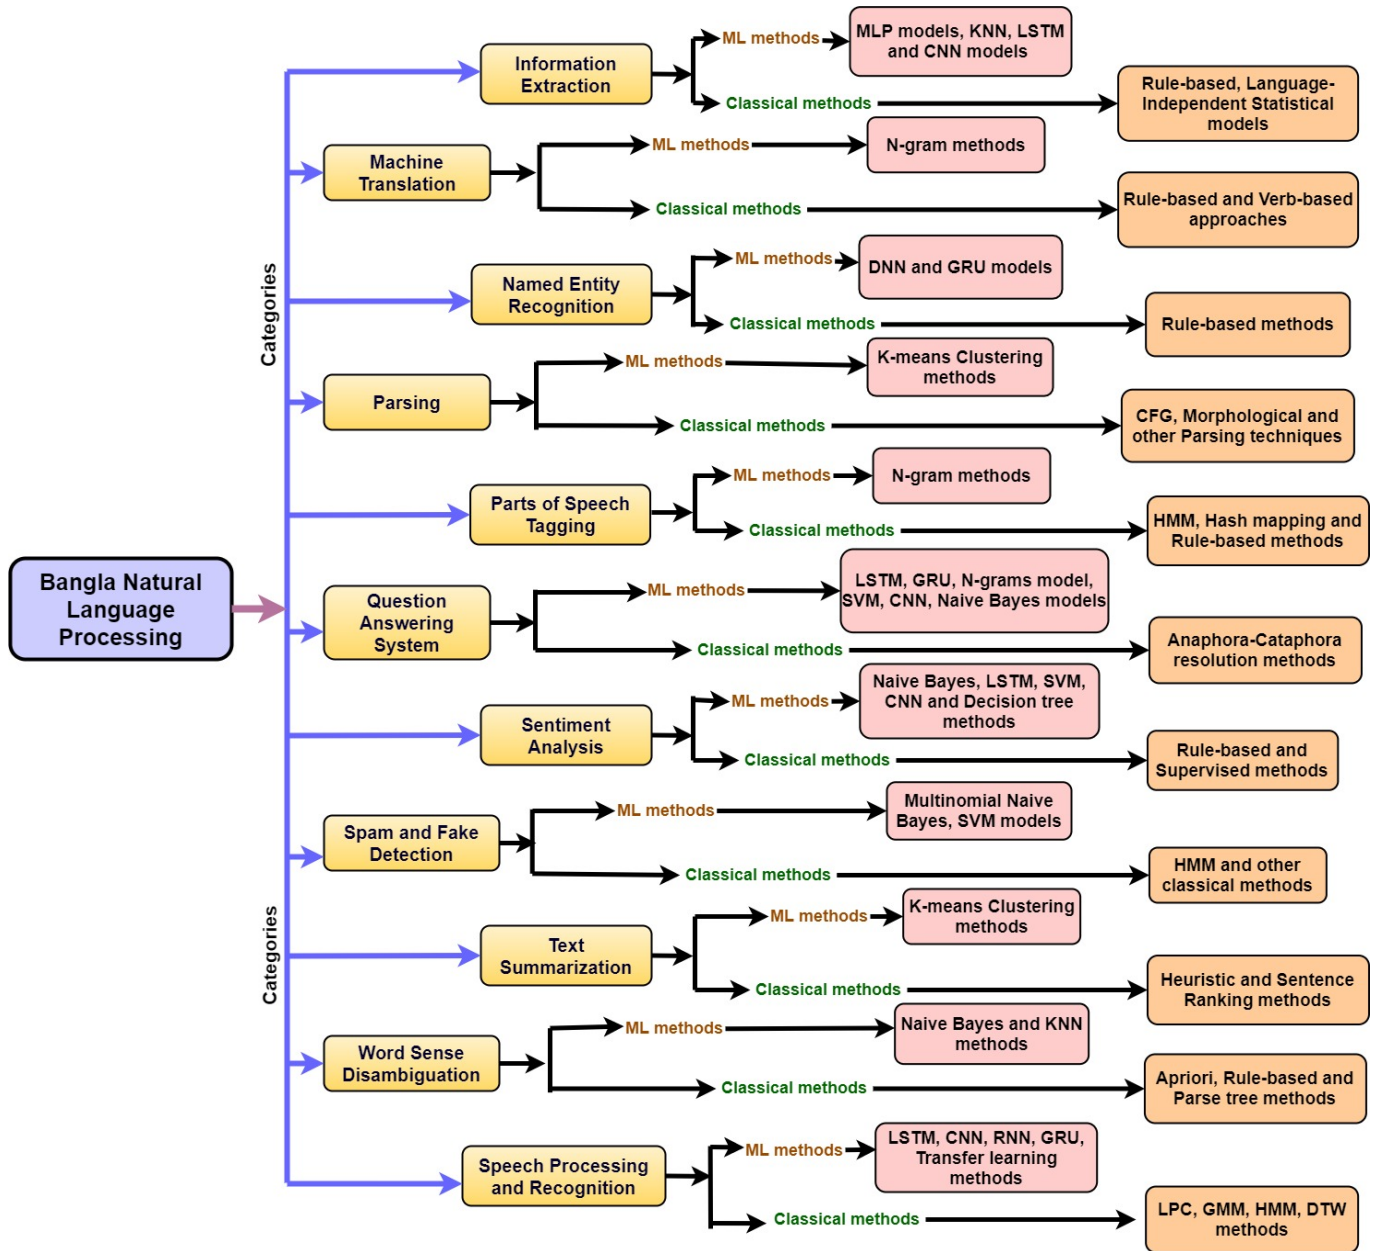 Bangla Natural
Language
Processing
Categories
Categories
Information
Extraction
ML methods
MLP models, KNN, LSTM
and CNN models
Classical methods
Rule-based, Language-
Independent Statistical
models
Machine
Translation
ML methods
N-gram methods
Classical methods
Rule-based and Verb-based
approaches
Named Entity
Recognition
ML methods
DNN and GRU models
Classical methods
Rule-based methods
Parsing
ML methods
K-means Clustering
methods
Classical methods
CFG, Morphological and
other Parsing techniques
Parts of Speech
Tagging
ML methods
N-gram methods
Classical methods
HMM, Hash mapping and
Rule-based methods
Question
Answering
System
ML methods
LSTM, GRU, N-grams model,
SVM, CNN, Naive Bayes models
Classical methods
Anaphora-Cataphora
resolution methods
Sentiment
Analysis
ML methods
Naive Bayes, LSTM, SVM,
CNN and Decision tree
methods
Classical methods
Rule-based and
Supervised methods
Spam and Fake
Detection
ML methods
Multinomial Naive
Bayes, SVM models
Classical methods
HMM and other
classical methods
Text
Summarization
ML methods
K-means Clustering
methods
Classical methods
Heuristic and Sentence
Ranking methods
Word Sense
Disambiguation
ML methods
Naive Bayes and KNN
methods
Classical methods
Apriori, Rule-based and
Parse tree methods
Speech Processing
and Recognition
ML methods
LSTM, CNN, RNN, GRU,
Transfer learning
methods
Classical methods
LPC, GMM, HMM, DTW
methods